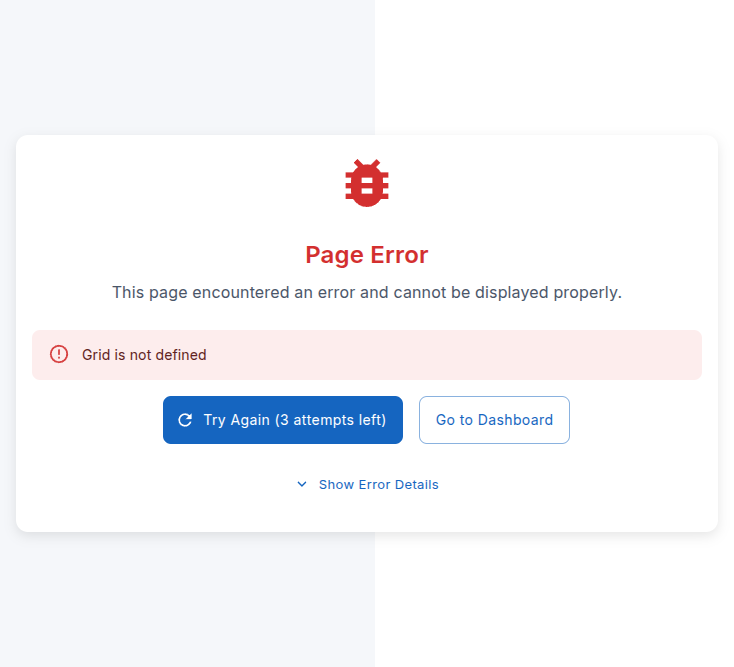 Page Error
This page encountered an error and cannot be displayed properly.
Grid is not defined
Try Again (3 attempts left)
Go to Dashboard
Show Error Details